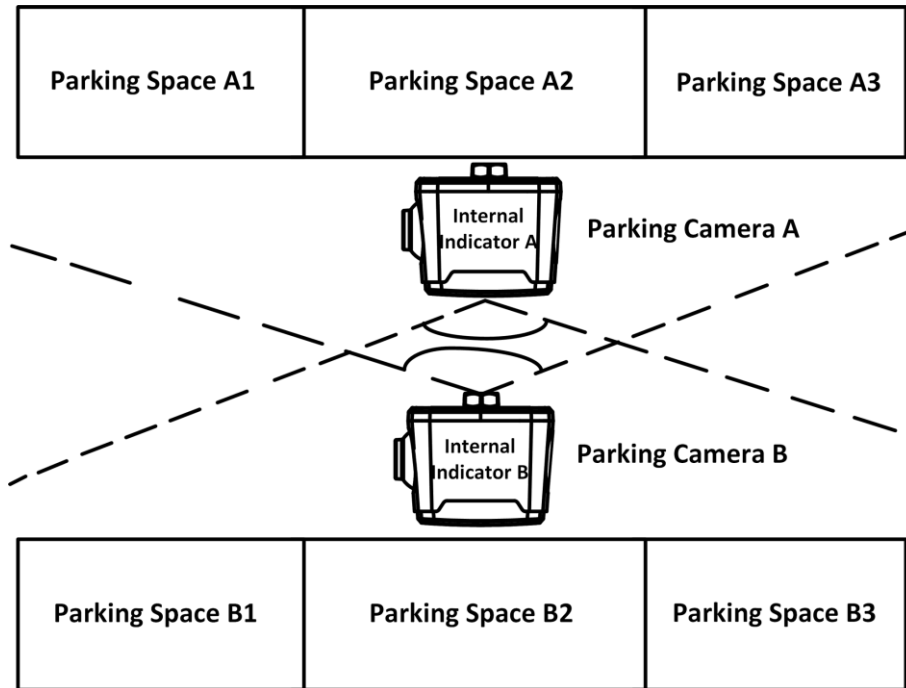 Parking Space A1
Parking Space A2
Parking Space A3
Internal
Indicator A
Parking Camera A
Internal
Indicator B
Parking Camera B
Parking Space B1
Parking Space B2
Parking Space B3